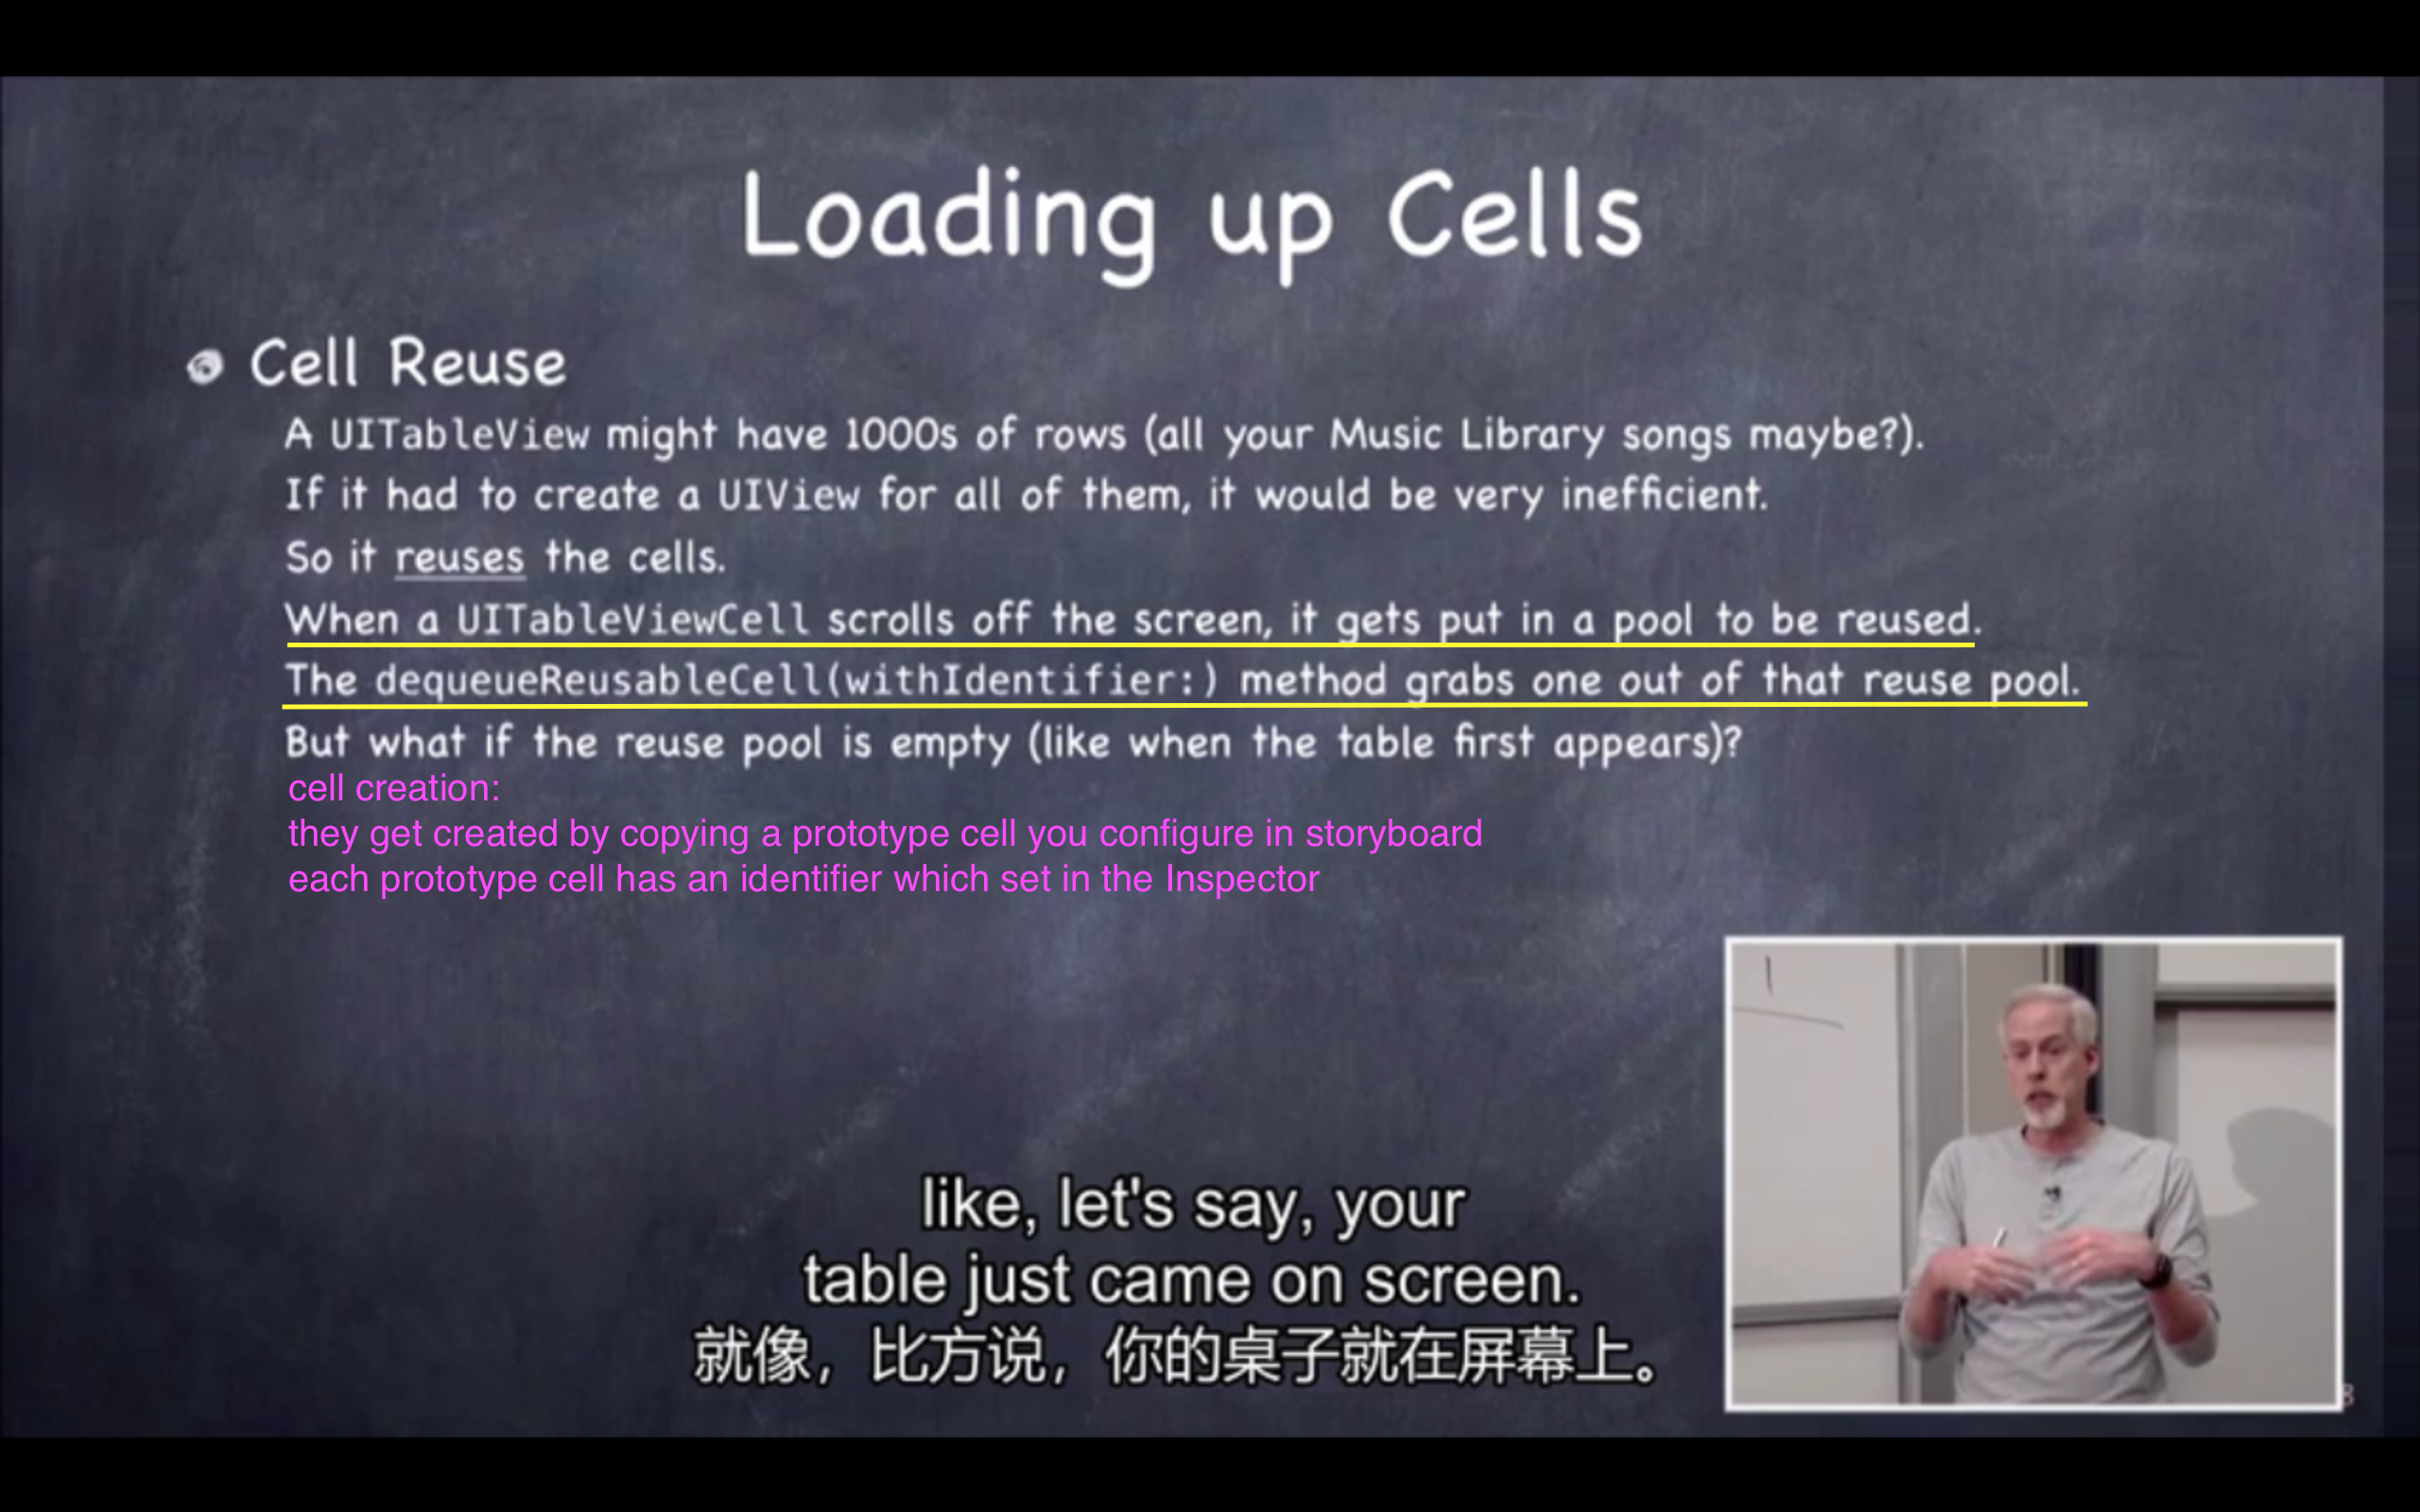 Loading up Cells
Cell Reuse
A UITableView might have 1000s of rows (all your Music Library songs maybe?).
If it had to create a UIView for all of them, it would be very inefficient.
So it reuses the cells.
When a UITableViewCell scrolls off the screen, it gets put in a pool to be reused.
The dequeueReusableCell(withIdentifier:) method grabs one out of that reuse pool.
But what if the reuse pool is empty (like when the table first appears)?
cell creation:
they get created by copying a prototype cell you configure in storyboard
each prototype cell has an identifier which set in the Inspector
like, let's say, your
table just came on screen.
就像，比方说，你的桌子就在屏幕上。